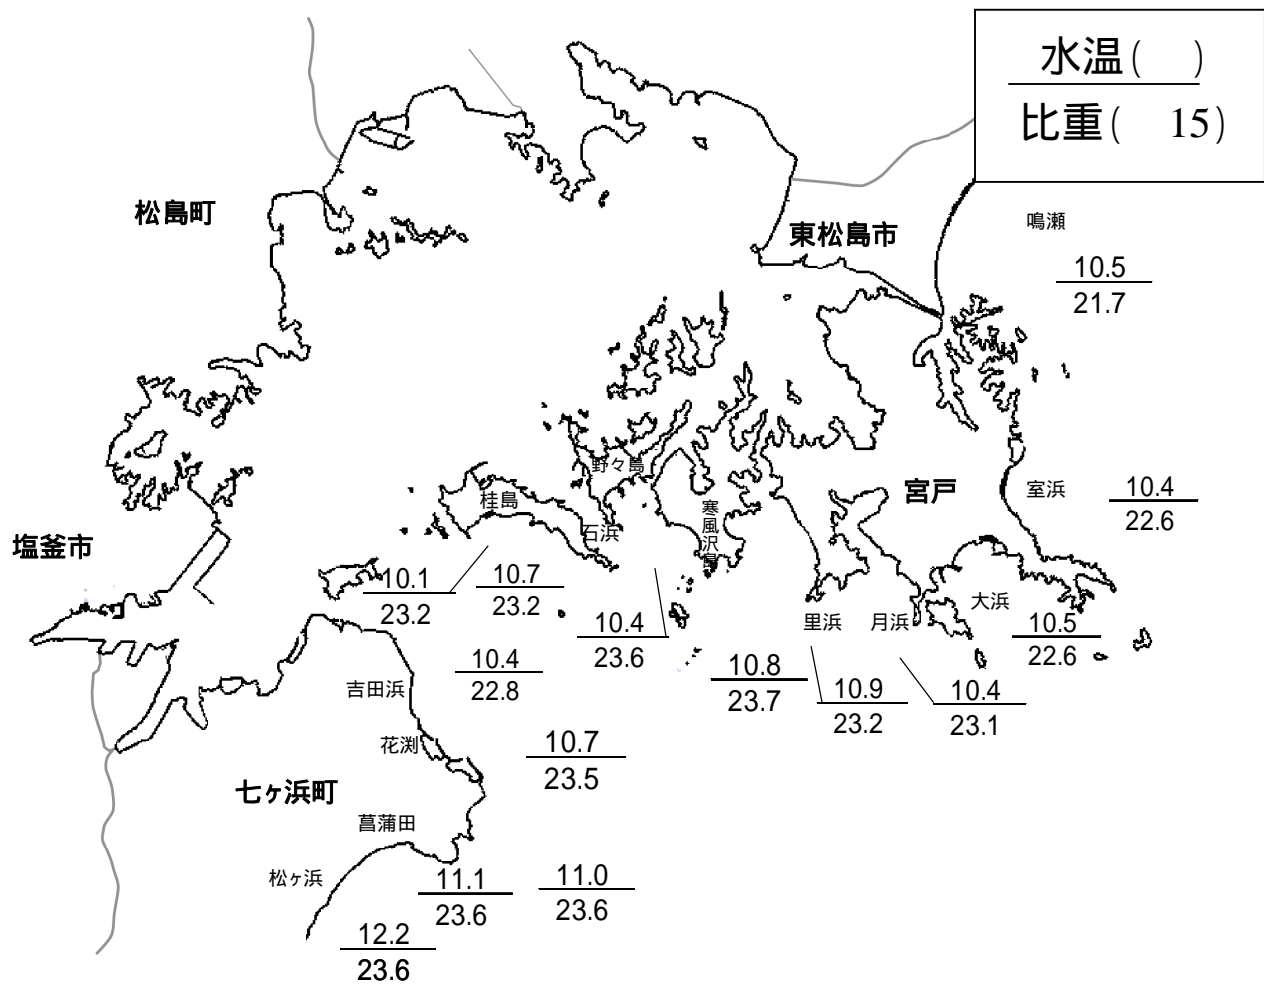 水温( )
比重( 15)
松島町
東松島市
鳴瀬
10.5
21.7
野々島
桂島
石浜
寒風沢島
宮戸
室浜
10.4
22.6
塩釜市
10.1
23.2
10.7
23.2
10.4
23.6
里浜
月浜
大浜
10.5
22.6
10.4
22.8
10.8
23.7
10.9
23.2
10.4
23.1
吉田浜
花渕
10.7
23.5
七ヶ浜町
菖蒲田
松ヶ浜
11.1
23.6
11.0
23.6
12.2
23.6